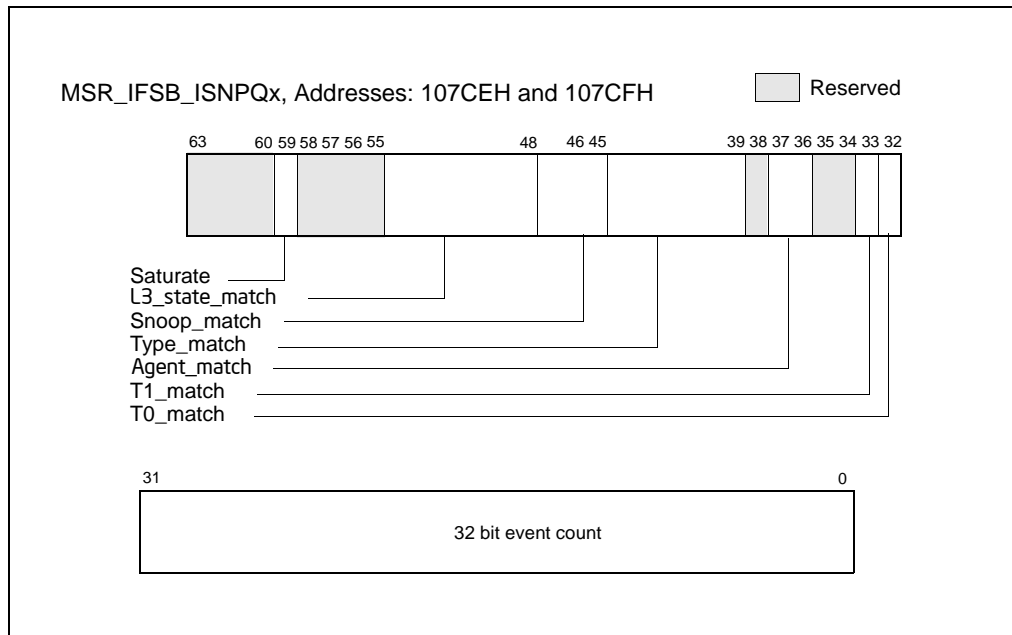 MSR_IFSB_ISNPQx, Addresses: 107CEH and 107CFH
Reserved
63 60 59 58 57 56 55 48 46 45 39 38 37 36 35 34 33 32
Saturate
L3_state_match
Snoop_match
Type_match
Agent_match
T1_match
T0_match
31 0
32 bit event count